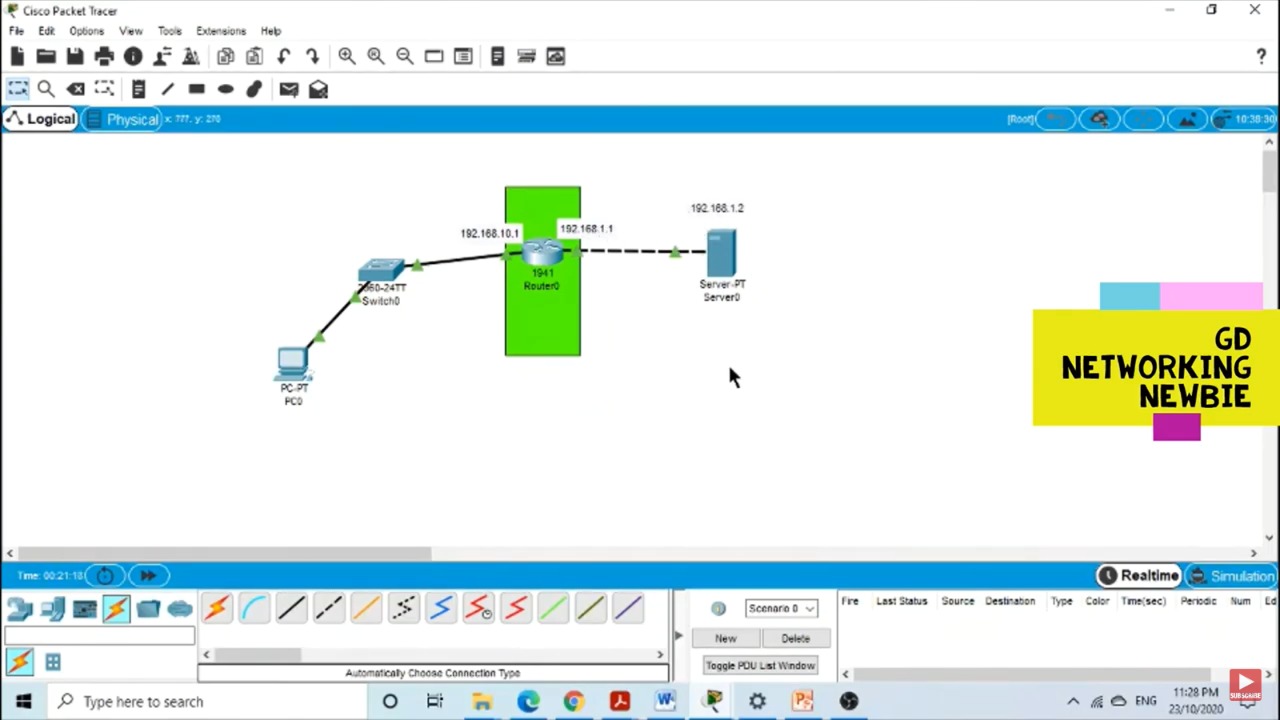 Cisco Packet Tracer
File Edit Options View Tools Extensions Help
Logical
Physical
x: 777, y: 270
[Root]
10:38:30
192.168.1.2
192.168.10.1
192.168.1.1
1941
Router0
2960-24TT
Switch0
Server-PT
Server0
PC-PT
PC0
GD
NETWORKING
NEWBIE
Time: 00:21:18
Realtime
Simulation
Scenario 0
Fire Last Status Source Destination Type Color Time(sec) Periodic Num Ed
New
Delete
Toggle PDU List Window
Automatically Choose Connection Type
Type here to search
ENG
11:28 PM
23/10/2020
SUBSCRIBE